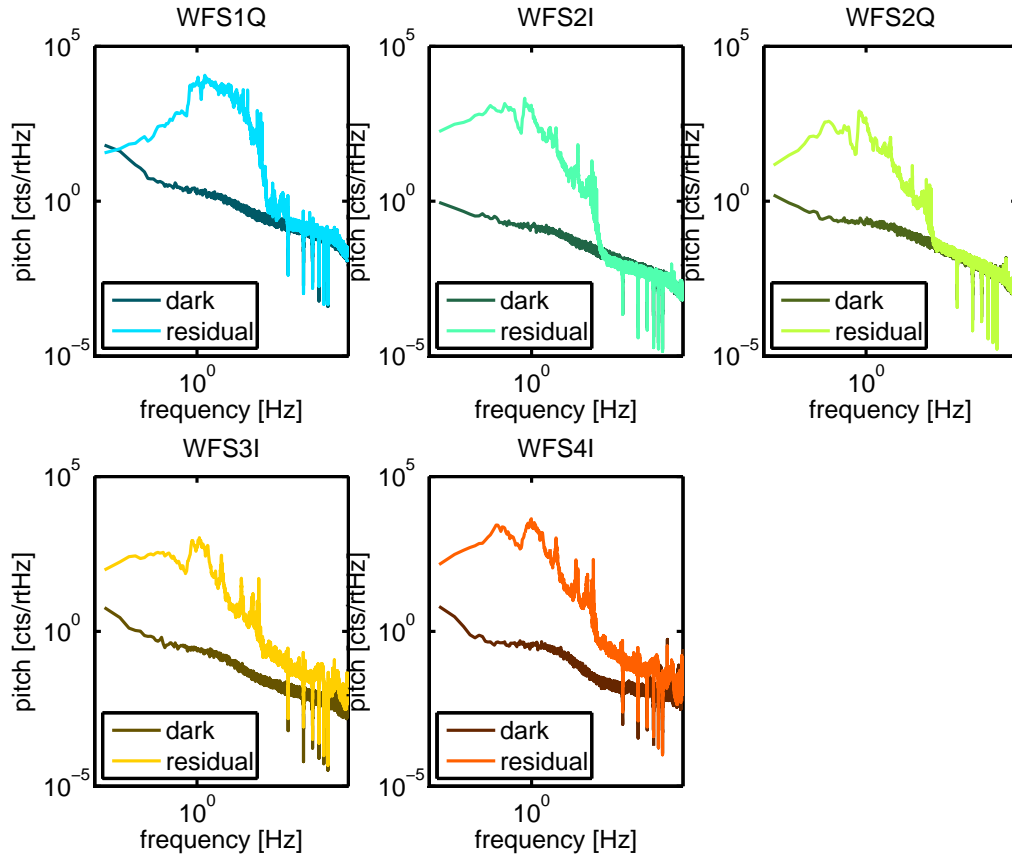 WFS1Q
WFS2I
WFS2Q
10^5
10^5
10^5
pitch [cts/rtHz]
pitch [cts/rtHz]
pitch [cts/rtHz]
10^0
10^0
10^0
dark
residual
dark
residual
dark
residual
10^−5
10^−5
10^−5
10^0
10^0
10^0
frequency [Hz]
frequency [Hz]
frequency [Hz]
WFS3I
WFS4I
10^5
10^5
pitch [cts/rtHz]
pitch [cts/rtHz]
10^0
10^0
dark
residual
dark
residual
10^−5
10^−5
10^0
10^0
frequency [Hz]
frequency [Hz]